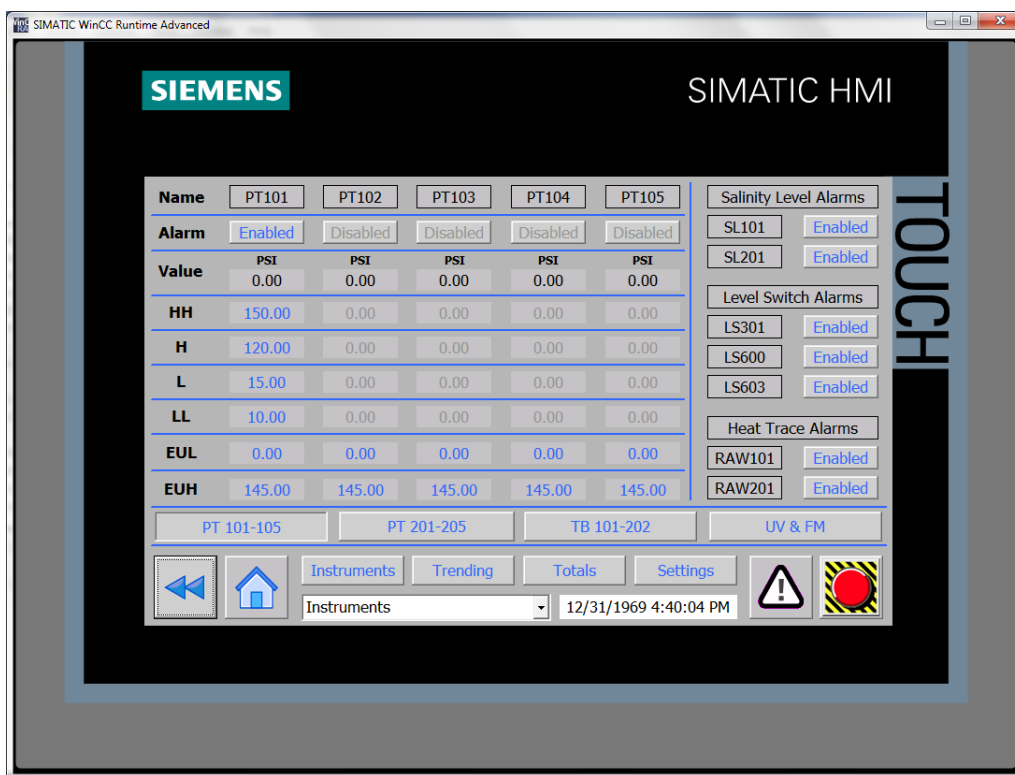 SIMATIC WinCC Runtime Advanced
SIEMENS
SIMATIC HMI
TOUCH
Name PT101 PT102 PT103 PT104 PT105
Alarm Enabled Disabled Disabled Disabled Disabled
PSI PSI PSI PSI PSI
Value 0.00 0.00 0.00 0.00 0.00
HH 150.00 0.00 0.00 0.00 0.00
H 120.00 0.00 0.00 0.00 0.00
L 15.00 0.00 0.00 0.00 0.00
LL 10.00 0.00 0.00 0.00 0.00
EUL 0.00 0.00 0.00 0.00 0.00
EUH 145.00 145.00 145.00 145.00 145.00
Salinity Level Alarms
SL101 Enabled
SL201 Enabled
Level Switch Alarms
LS301 Enabled
LS600 Enabled
LS603 Enabled
Heat Trace Alarms
RAW101 Enabled
RAW201 Enabled
PT 101-105 PT 201-205 TB 101-202 UV & FM
Instruments Trending Totals Settings
Instruments 12/31/1969 4:40:04 PM